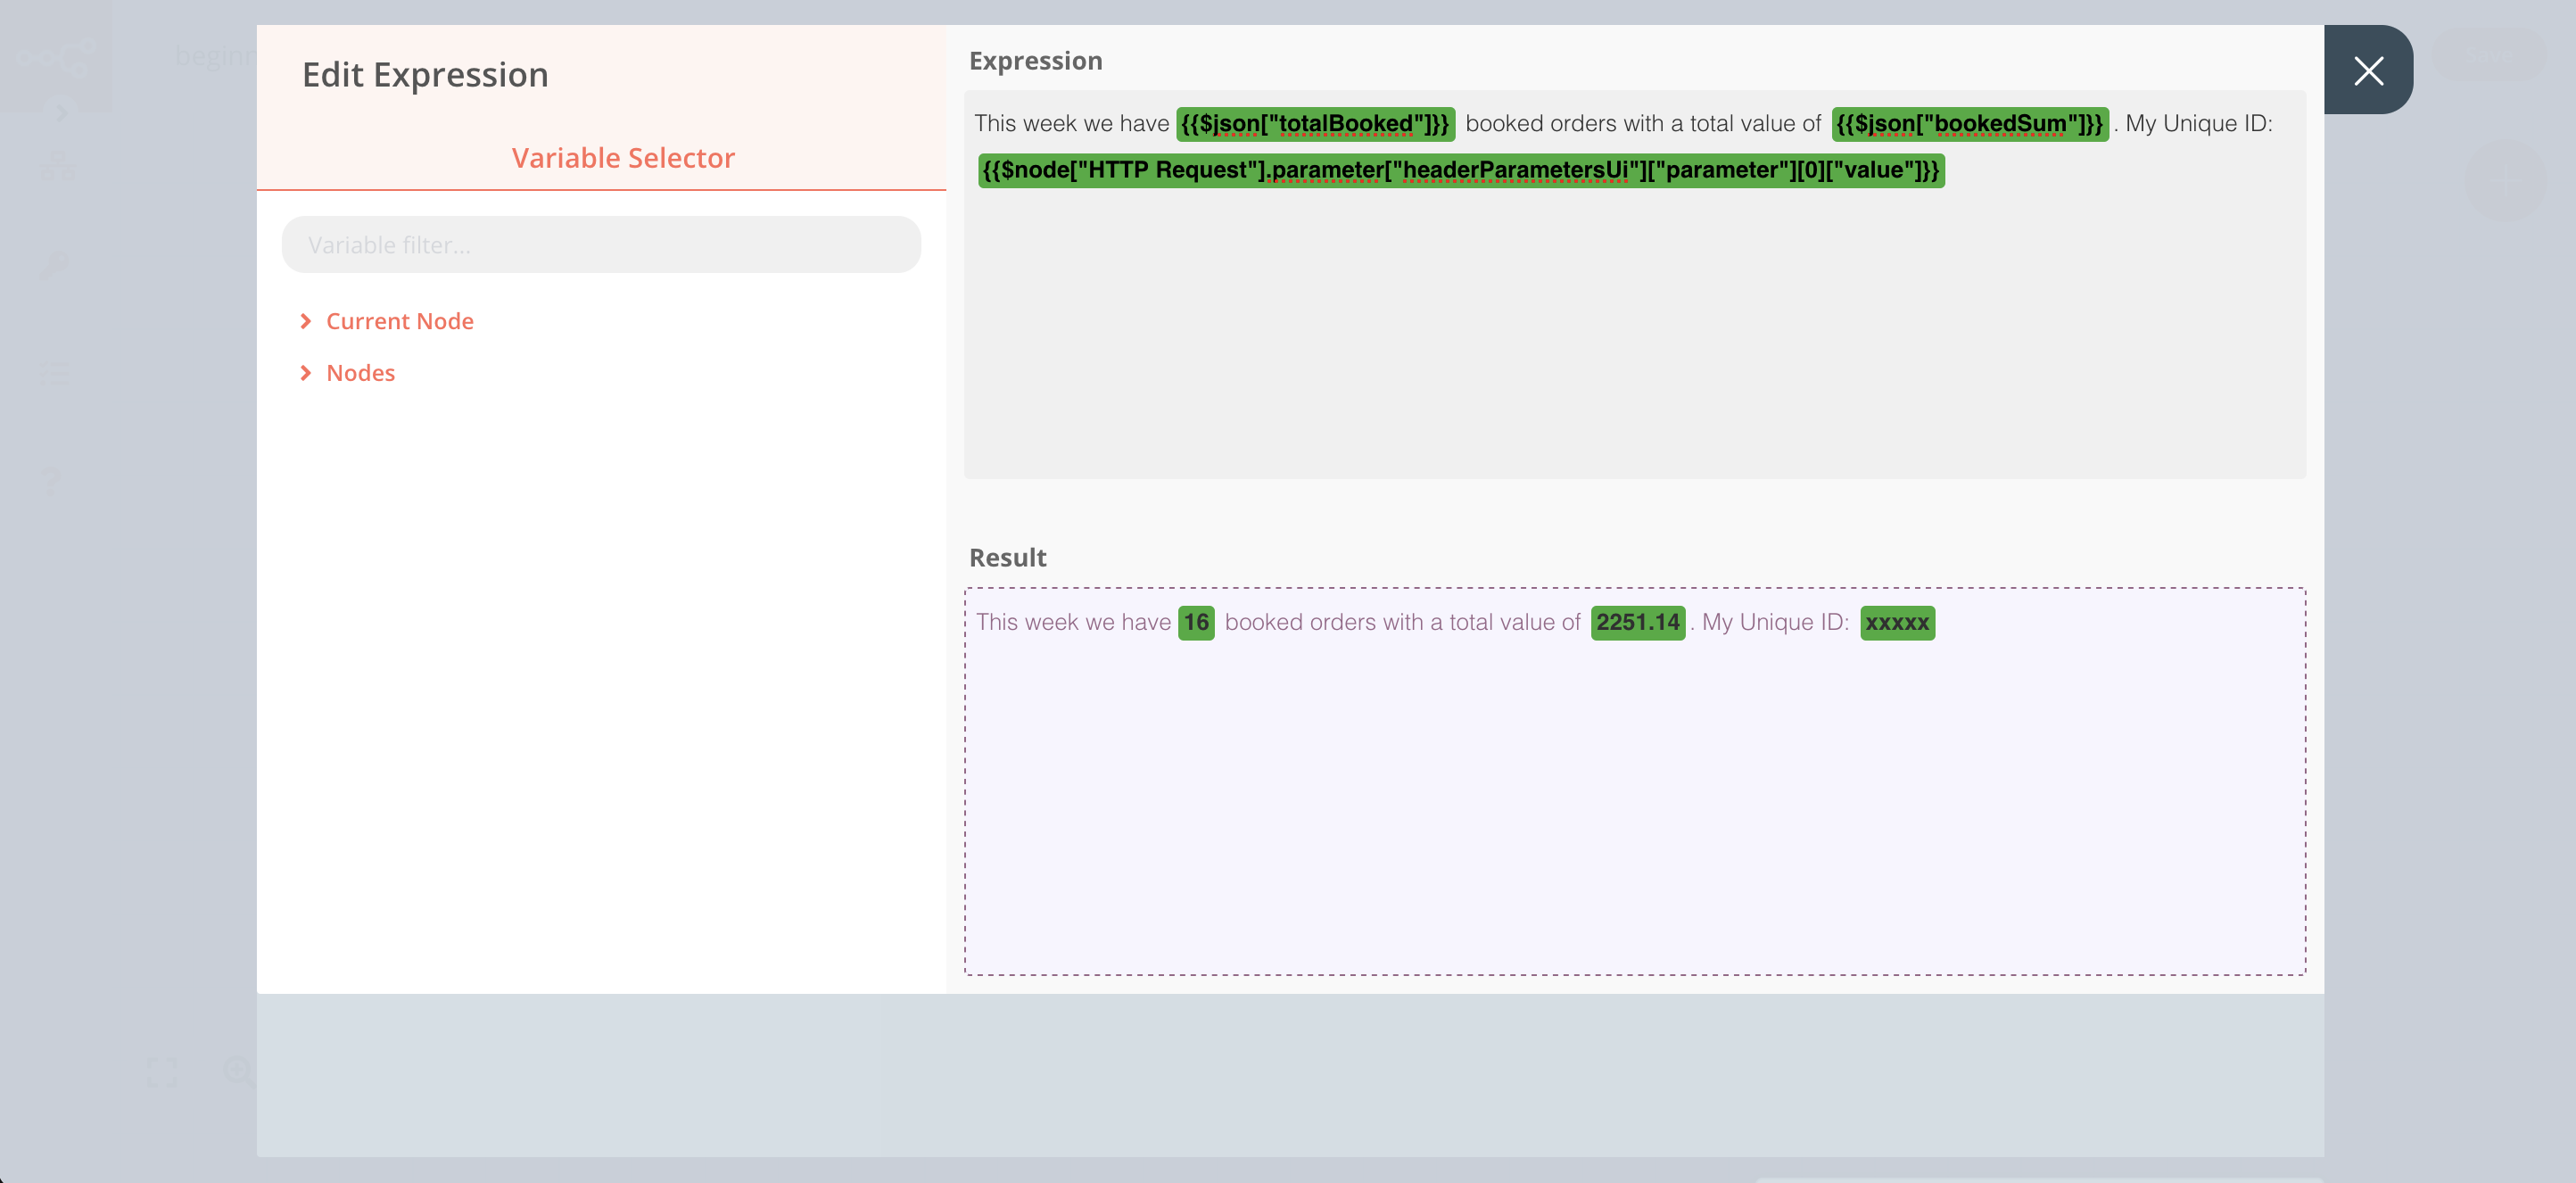 beginn
Edit Expression
Variable Selector
Variable filter...
Current Node
Nodes
Expression
This week we have {{$json["totalBooked"]}} booked orders with a total value of {{$json["bookedSum"]}} . My Unique ID:
{{$node["HTTP Request"].parameter["headerParametersUi"]["parameter"][0]["value"]}}
Result
This week we have 16 booked orders with a total value of 2251.14 . My Unique ID: xxxxx